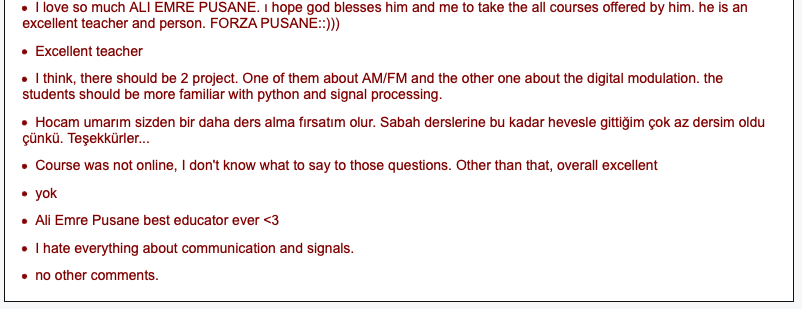 • I love so much ALI EMRE PUSANE. ı hope god blesses him and me to take the all courses offered by him. he is an
excellent teacher and person. FORZA PUSANE::)))
• Excellent teacher
• I think, there should be 2 project. One of them about AM/FM and the other one about the digital modulation. the
students should be more familiar with python and signal processing.
• Hocam umarım sizden bir daha ders alma fırsatım olur. Sabah derslerine bu kadar hevesle gittiğim çok az dersim oldu
çünkü. Teşekkürler...
• Course was not online, I don't know what to say to those questions. Other than that, overall excellent
• yok
• Ali Emre Pusane best educator ever <3
• I hate everything about communication and signals.
• no other comments.